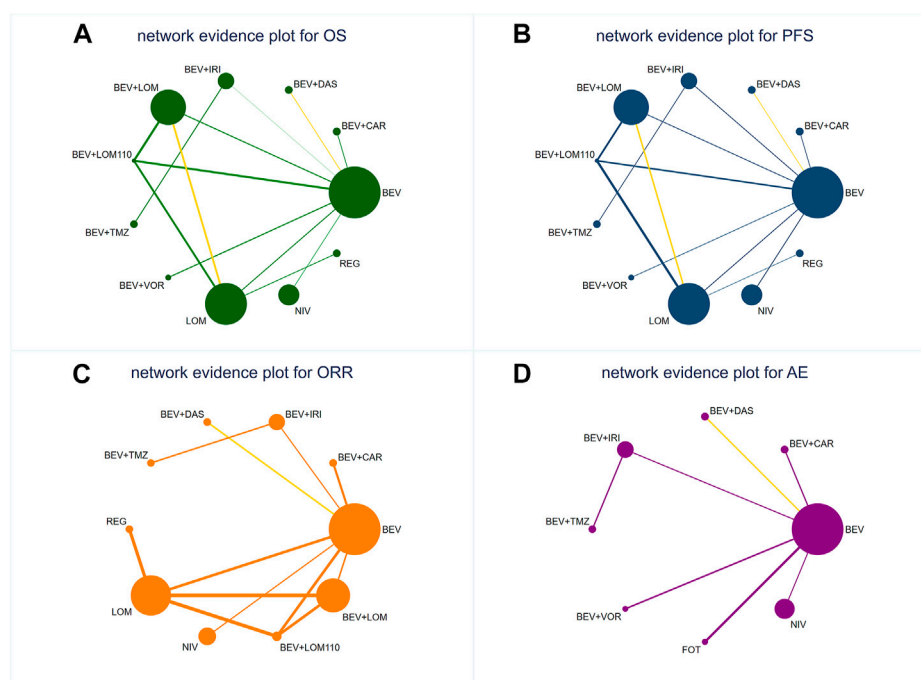 A
network evidence plot for OS
BEV+IRI
BEV+DAS
BEV+LOM
BEV+CAR
BEV+LOM110
BEV
BEV+TMZ
REG
BEV+VOR
NIV
LOM
B
network evidence plot for PFS
BEV+IRI
BEV+DAS
BEV+LOM
BEV+CAR
BEV+LOM110
BEV
BEV+TMZ
REG
BEV+VOR
NIV
LOM
C
network evidence plot for ORR
BEV+DAS
BEV+IRI
BEV+TMZ
BEV+CAR
REG
BEV
LOM
BEV+LOM
NIV
BEV+LOM110
D
network evidence plot for AE
BEV+DAS
BEV+IRI
BEV+CAR
BEV+TMZ
BEV
BEV+VOR
NIV
FOT